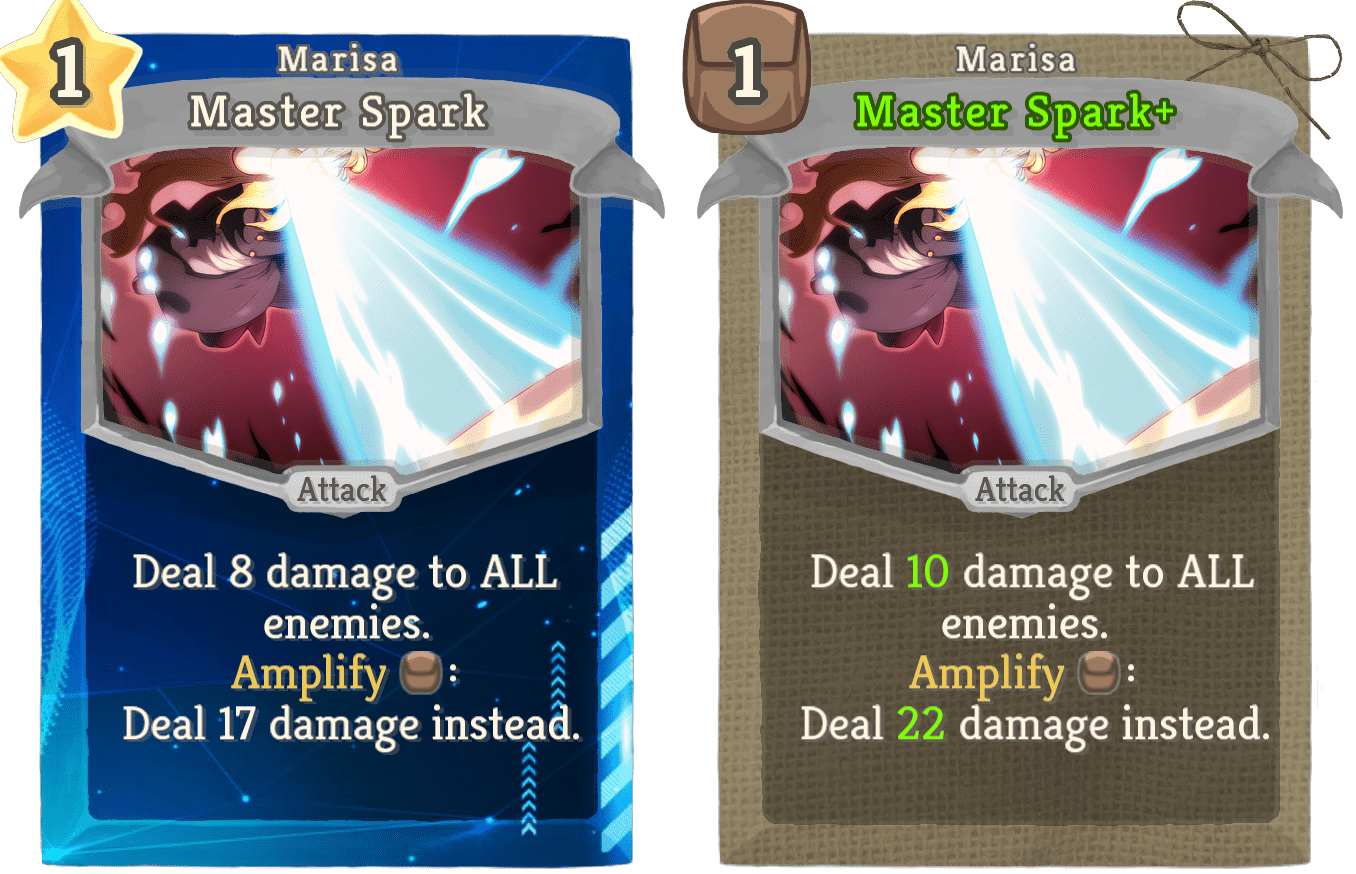 1
Marisa
Master Spark
Attack
Deal 8 damage to ALL
enemies.
Amplify :
Deal 17 damage instead.
1
Marisa
Master Spark+
Attack
Deal 10 damage to ALL
enemies.
Amplify :
Deal 22 damage instead.